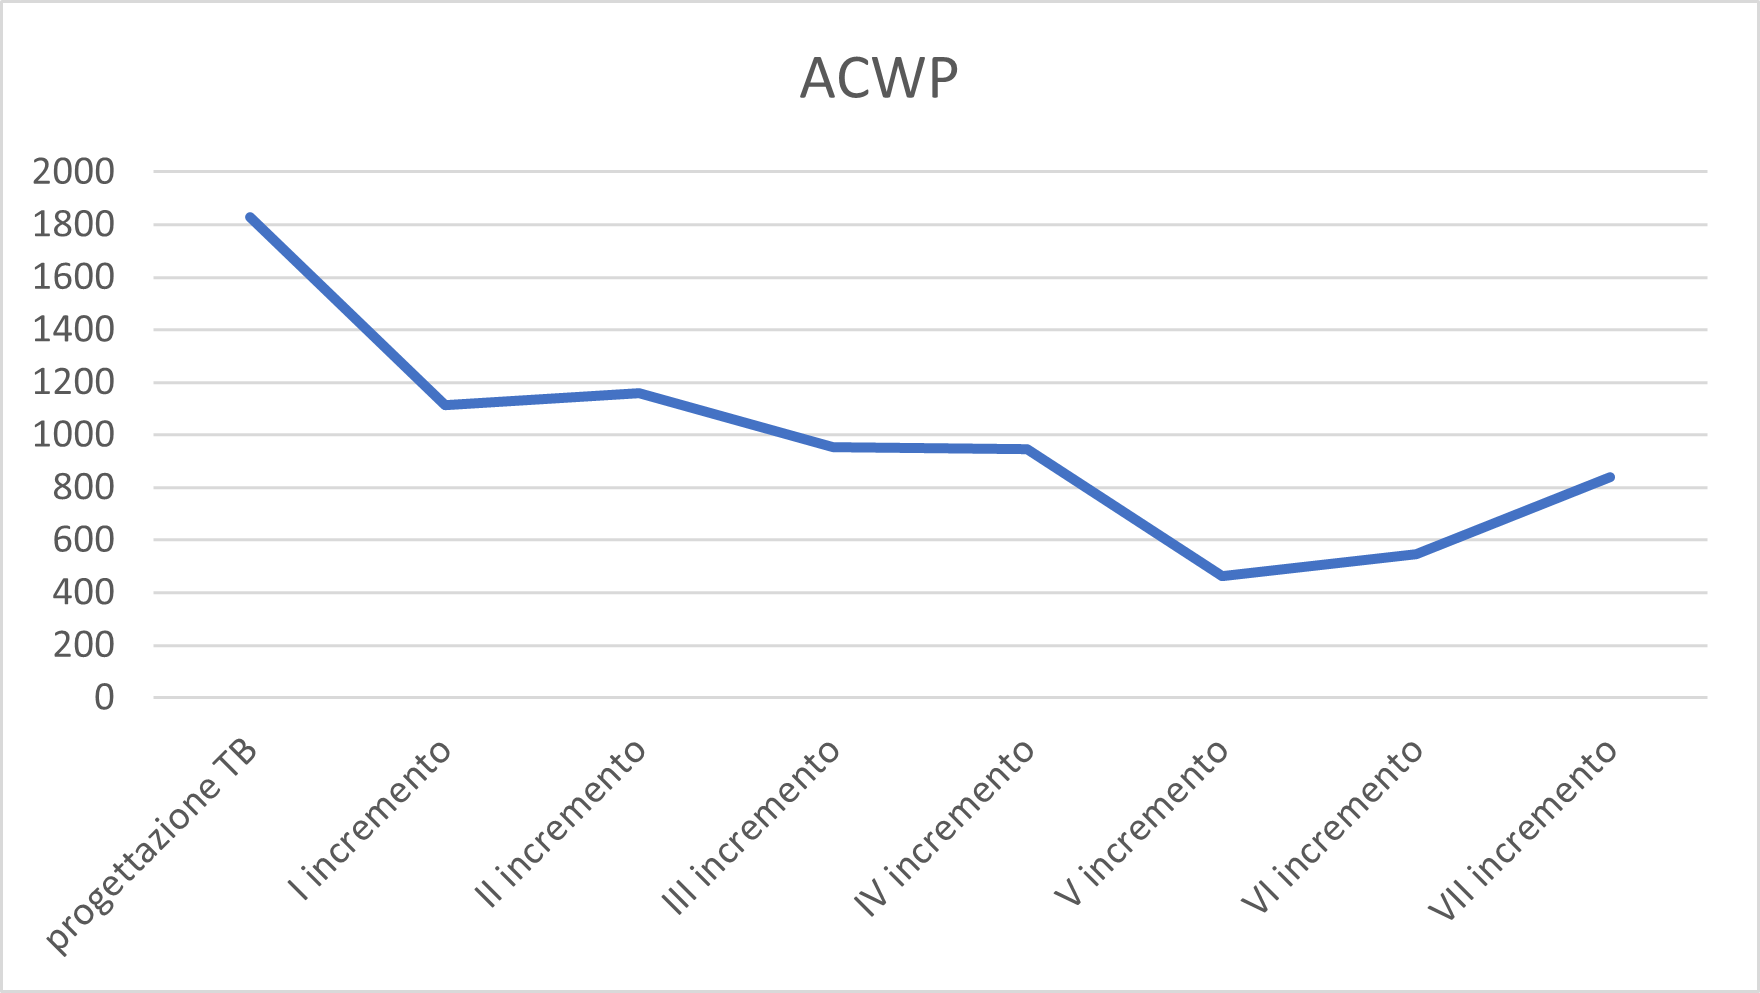 ACWP
2000
1800
1600
1400
1200
1000
800
600
400
200
0
progettazione TB
I incremento
II incremento
III incremento
IV incremento
V incremento
VI incremento
VII incremento